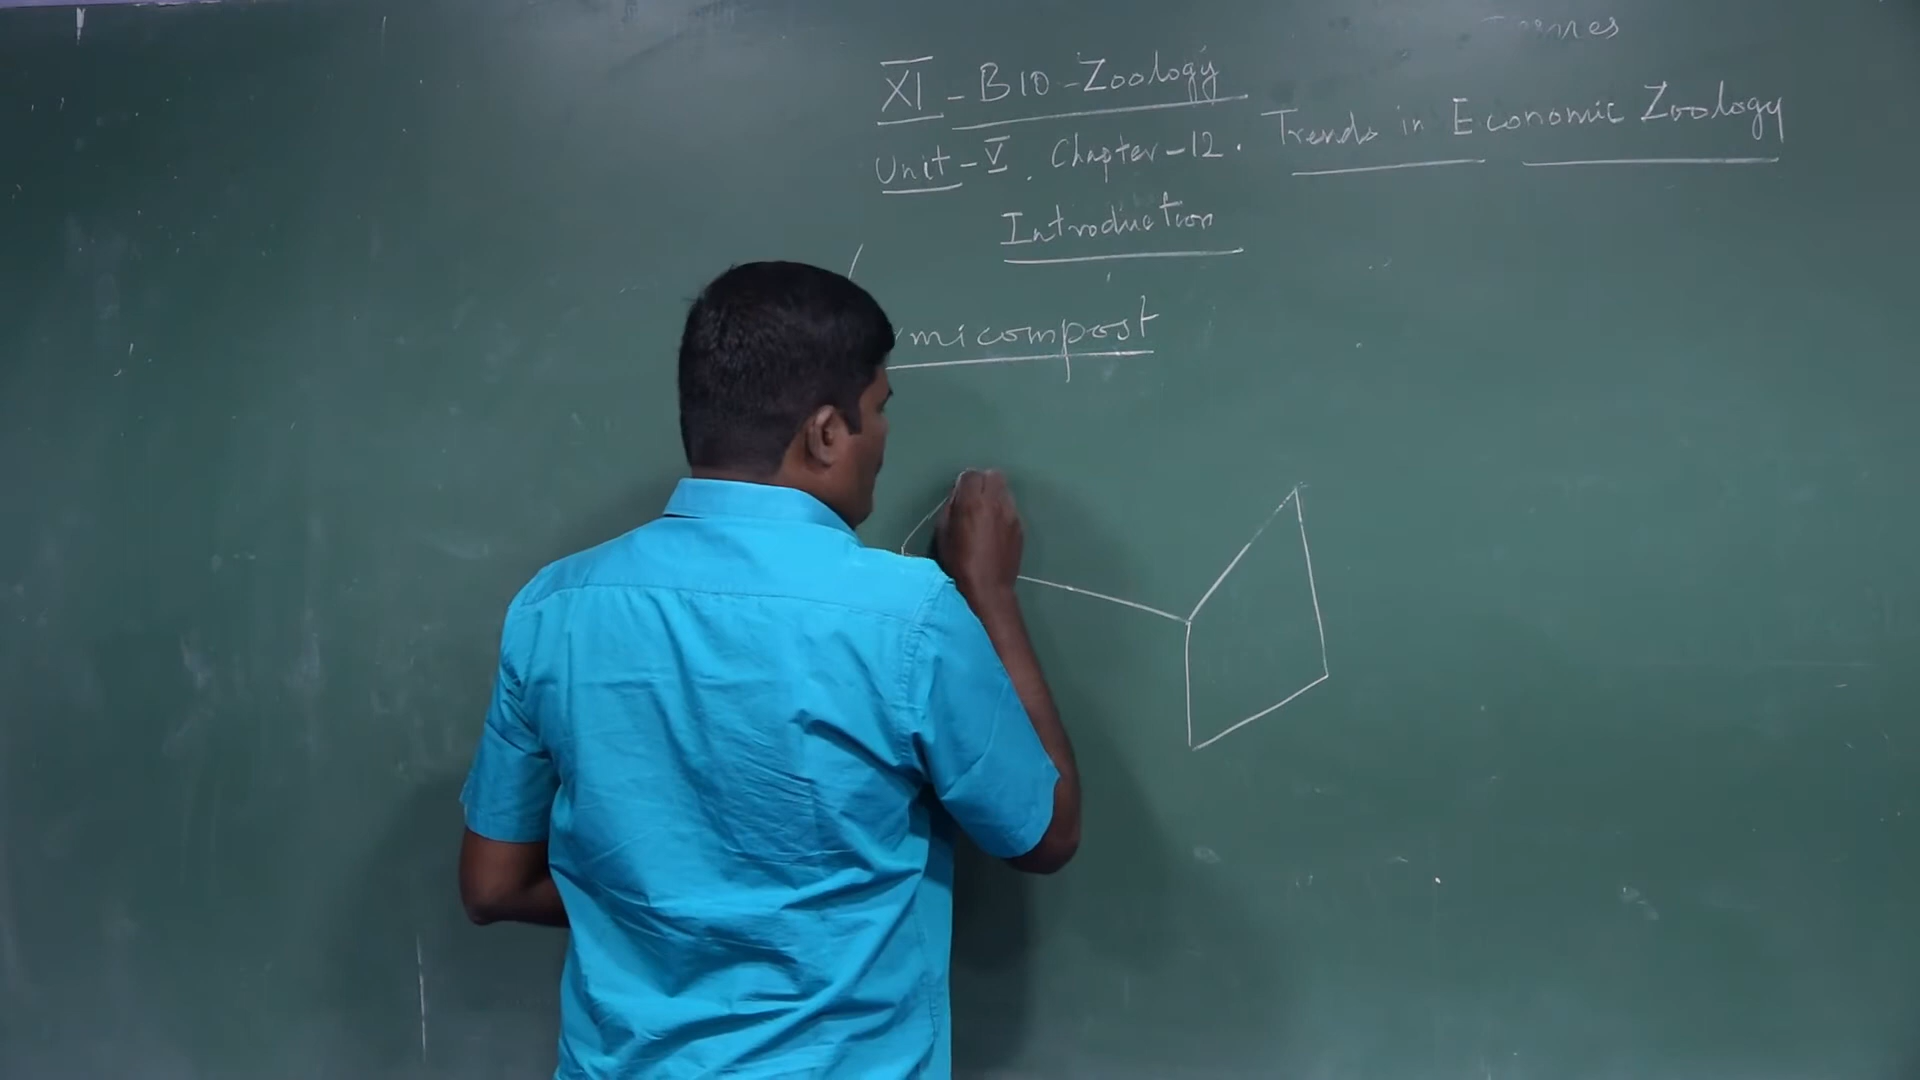 XI - BIO - Zoology
Unit - V. Chapter - 12. Trends in Economic Zoology
Introduction
micompost